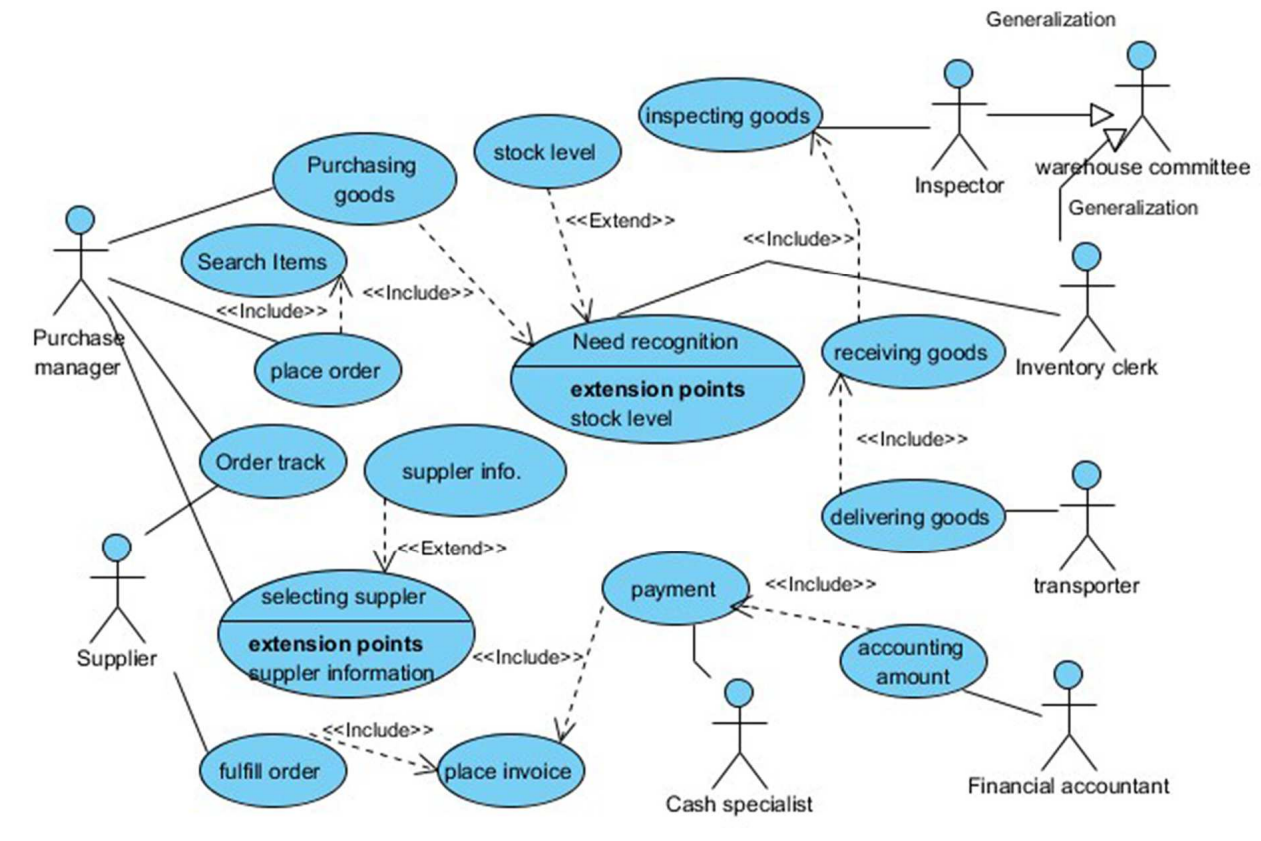 Generalization
inspecting goods
stock level
Purchasing
goods
warehouse committee
Inspector
Generalization
<<Extend>>
<<Include>>
Search Items
<<Include>>
<<Include>>
Purchase
manager
Need recognition
extension points
stock level
receiving goods
Inventory clerk
place order
<<Include>>
Order track
suppler info.
delivering goods
<<Extend>>
transporter
payment
<<Include>>
selecting suppler
extension points
suppler information
Supplier
<<Include>>
accounting
amount
<<Include>>
fulfill order
place invoice
Cash specialist
Financial accountant